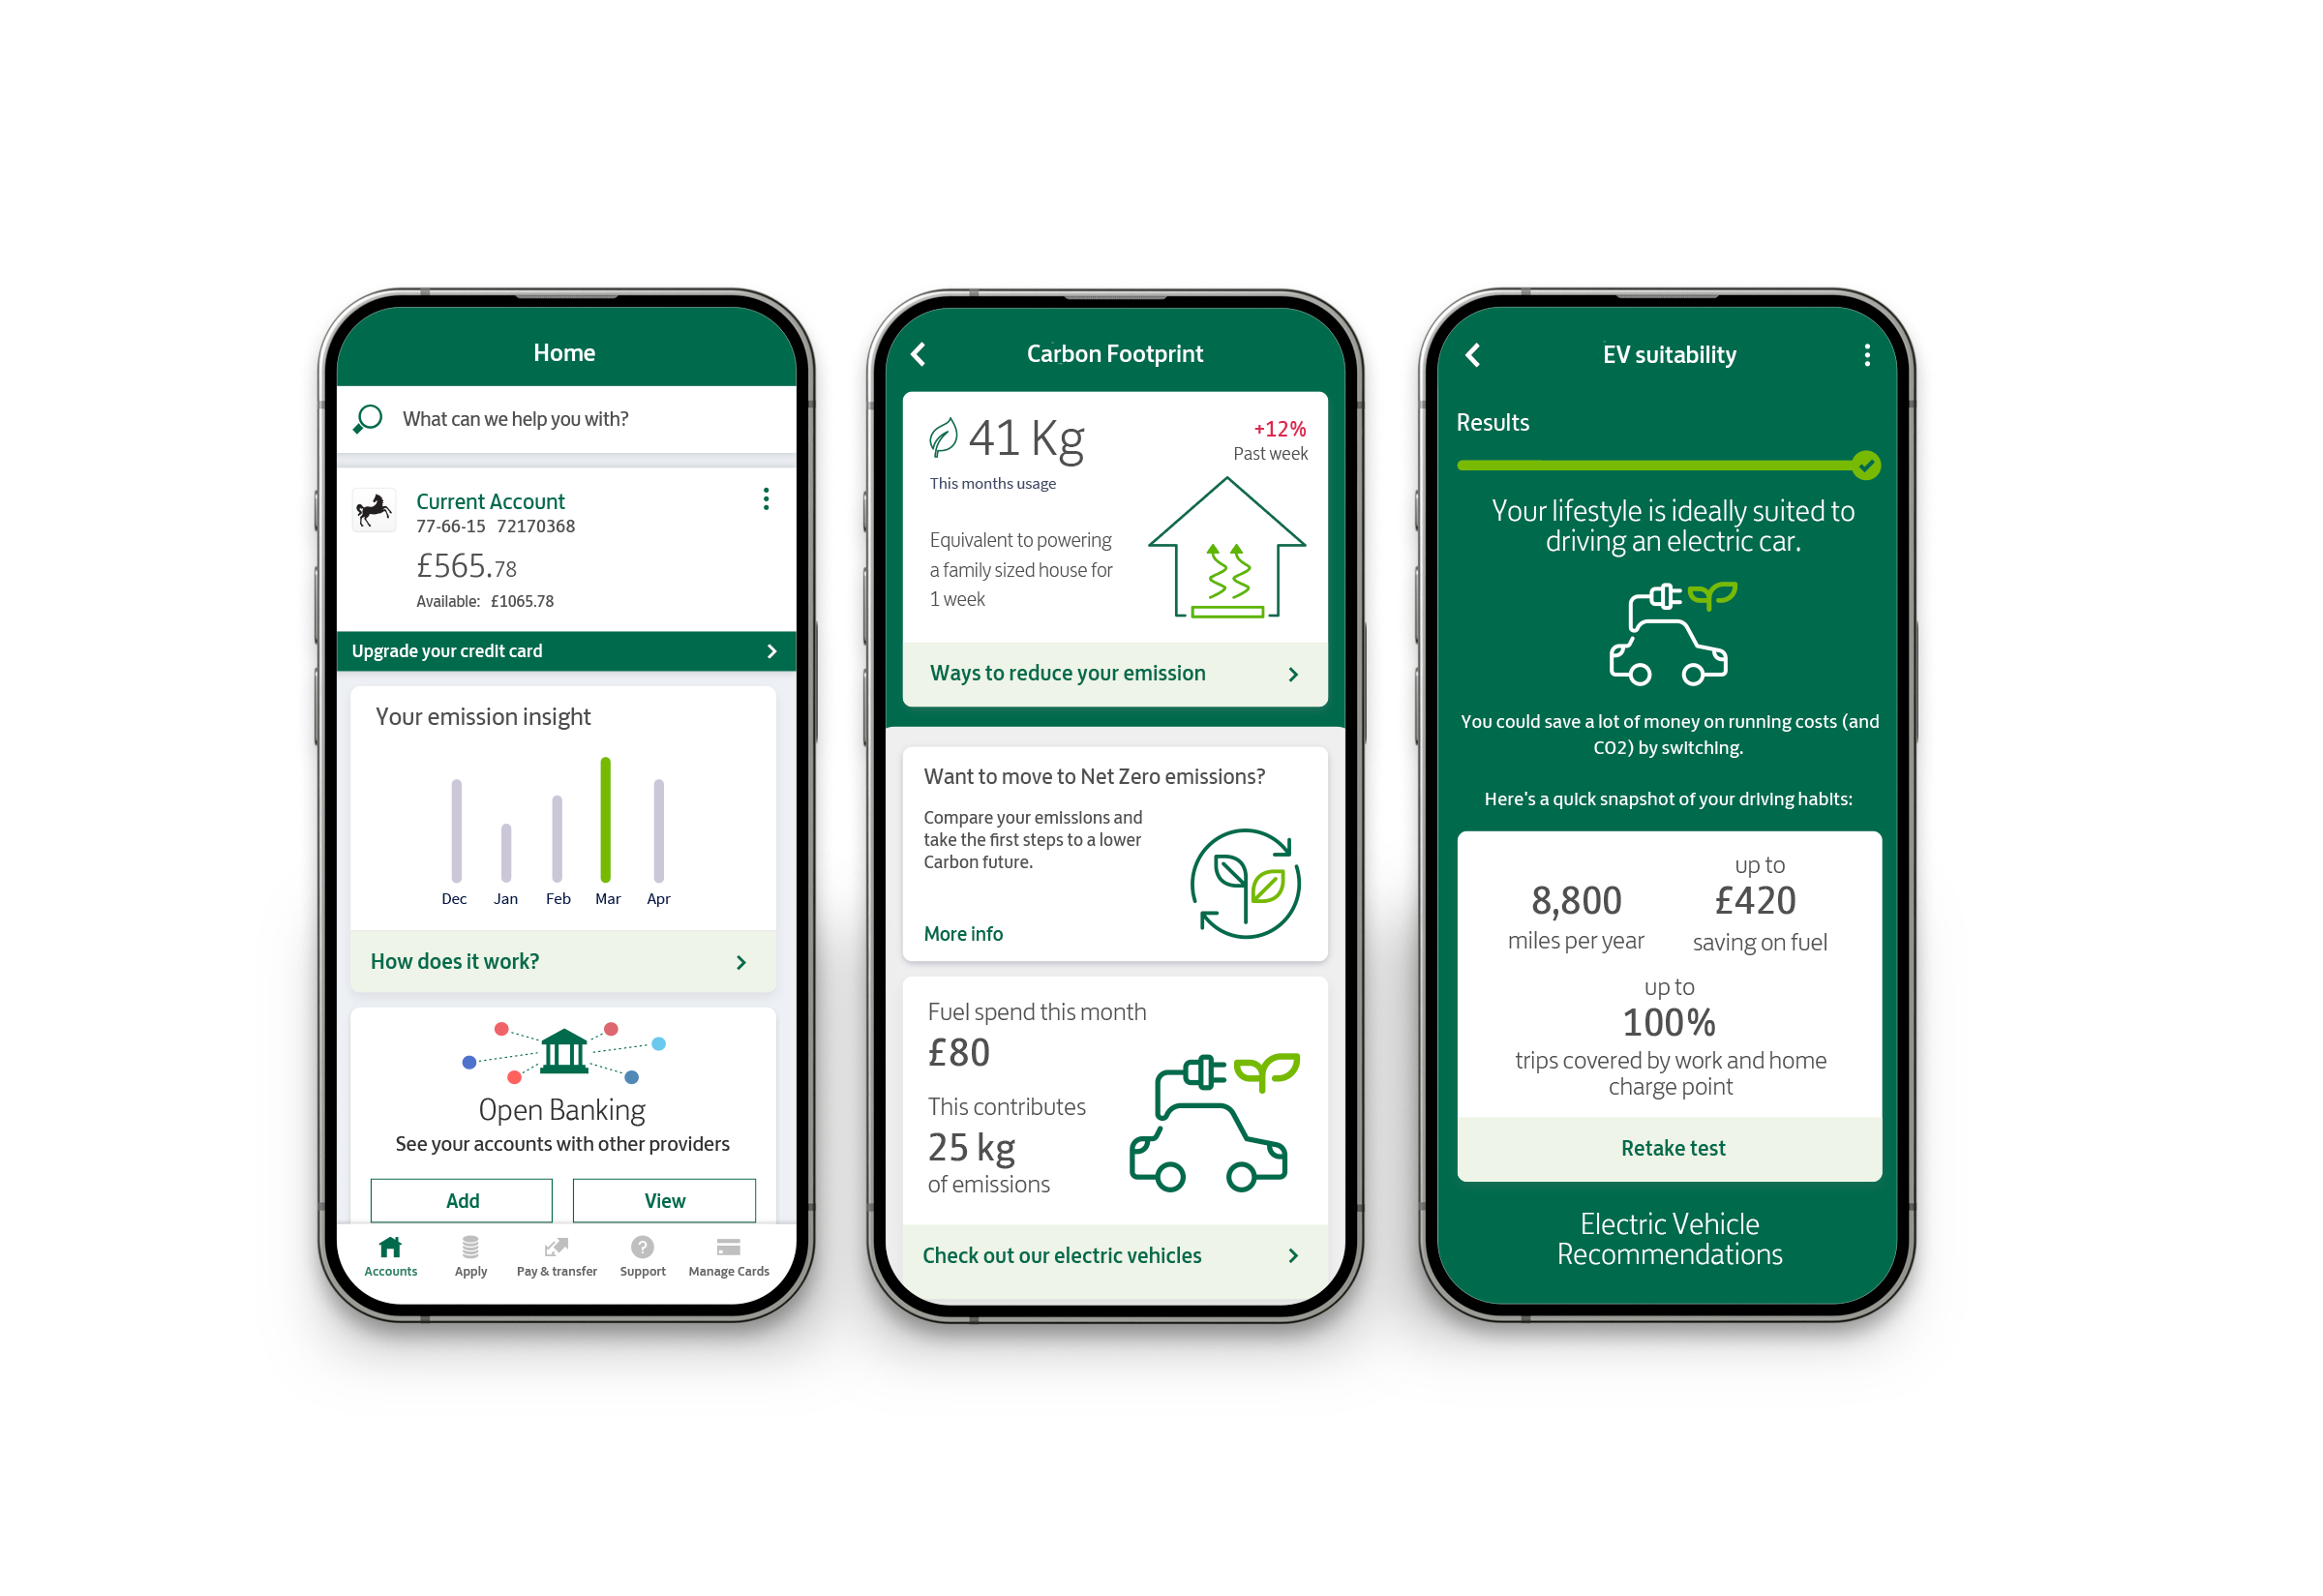 Home
What can we help you with?
Current Account
77-66-15 72170368
£565.78
Available: £1065.78
Upgrade your credit card
Your emission insight
Dec Jan Feb Mar Apr
How does it work?
Open Banking
See your accounts with other providers
Add View
Accounts Apply Pay & transfer Support Manage Cards
Carbon Footprint
41 Kg
+12%
Past week
This months usage
Equivalent to powering
a family sized house for
1 week
Ways to reduce your emission
Want to move to Net Zero emissions?
Compare your emissions and
take the first steps to a lower
Carbon future.
More info
Fuel spend this month
£80
This contributes
25 kg
of emissions
Check out our electric vehicles
EV suitability
Results
Your lifestyle is ideally suited to
driving an electric car.
You could save a lot of money on running costs (and
CO2) by switching.
Here's a quick snapshot of your driving habits:
8,800
miles per year
up to
£420
saving on fuel
up to
100%
trips covered by work and home
charge point
Retake test
Electric Vehicle
Recommendations